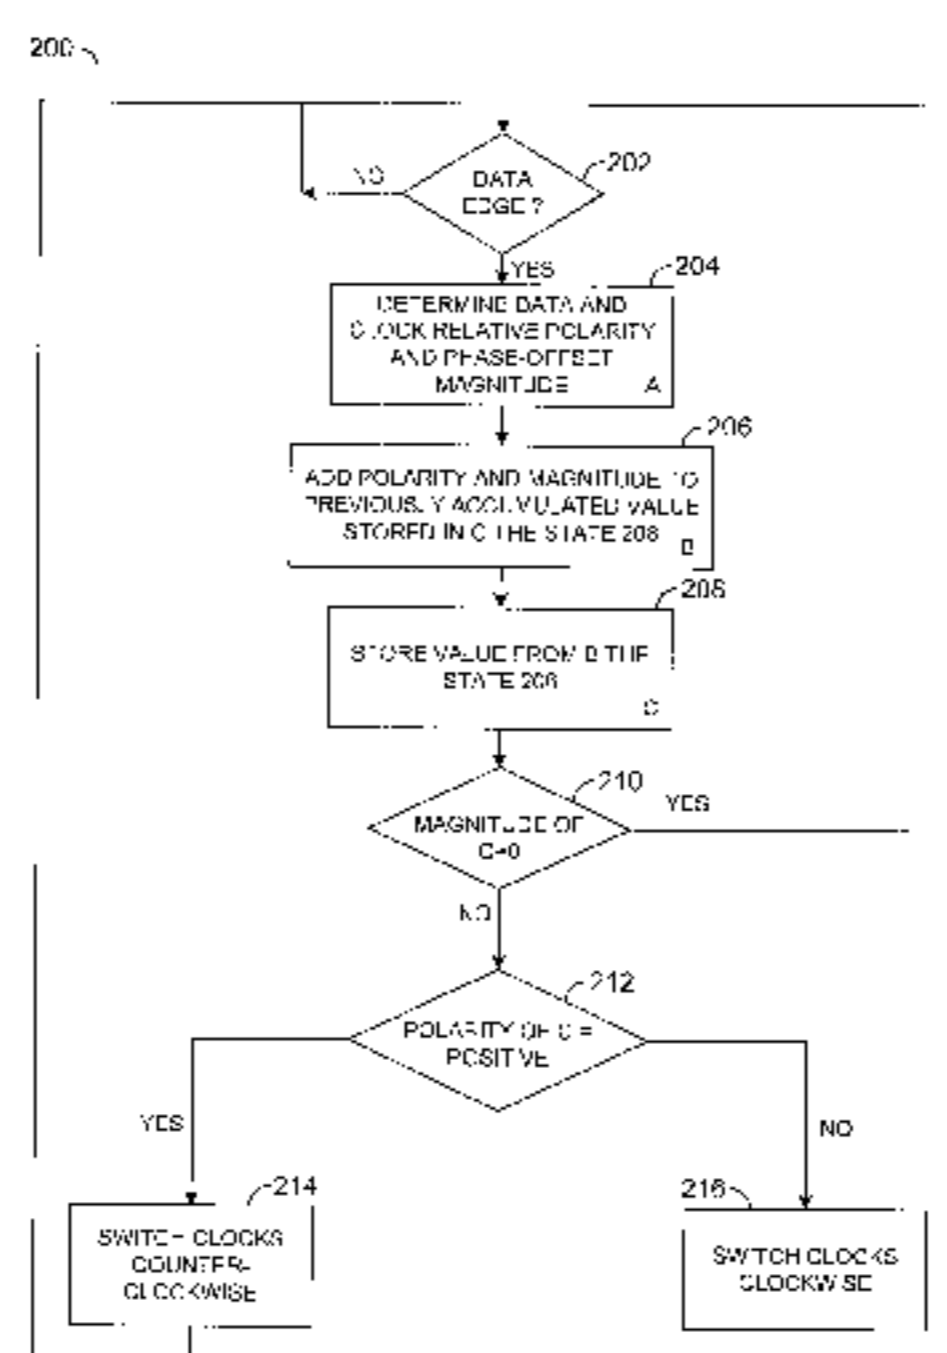 200
202
NO
DATA
EDGE ?
YES
204
DETERMINE DATA AND
CLOCK RELATIVE POLARITY
AND PHASE-OFFSET
MAGNITUDE
A
206
ADD POLARITY AND MAGNITUDE TO
PREVIOUSLY ACCUMULATED VALUE
STORED IN C THE STATE 208
B
208
STORE VALUE FROM B THE
STATE 206
C
210
YES
MAGNITUDE OF
C=0
NO
212
POLARITY OF C =
POSITIVE
YES
NO
214
216
SWITCH CLOCKS
COUNTER-
CLOCKWISE
SWITCH CLOCKS
CLOCKWISE